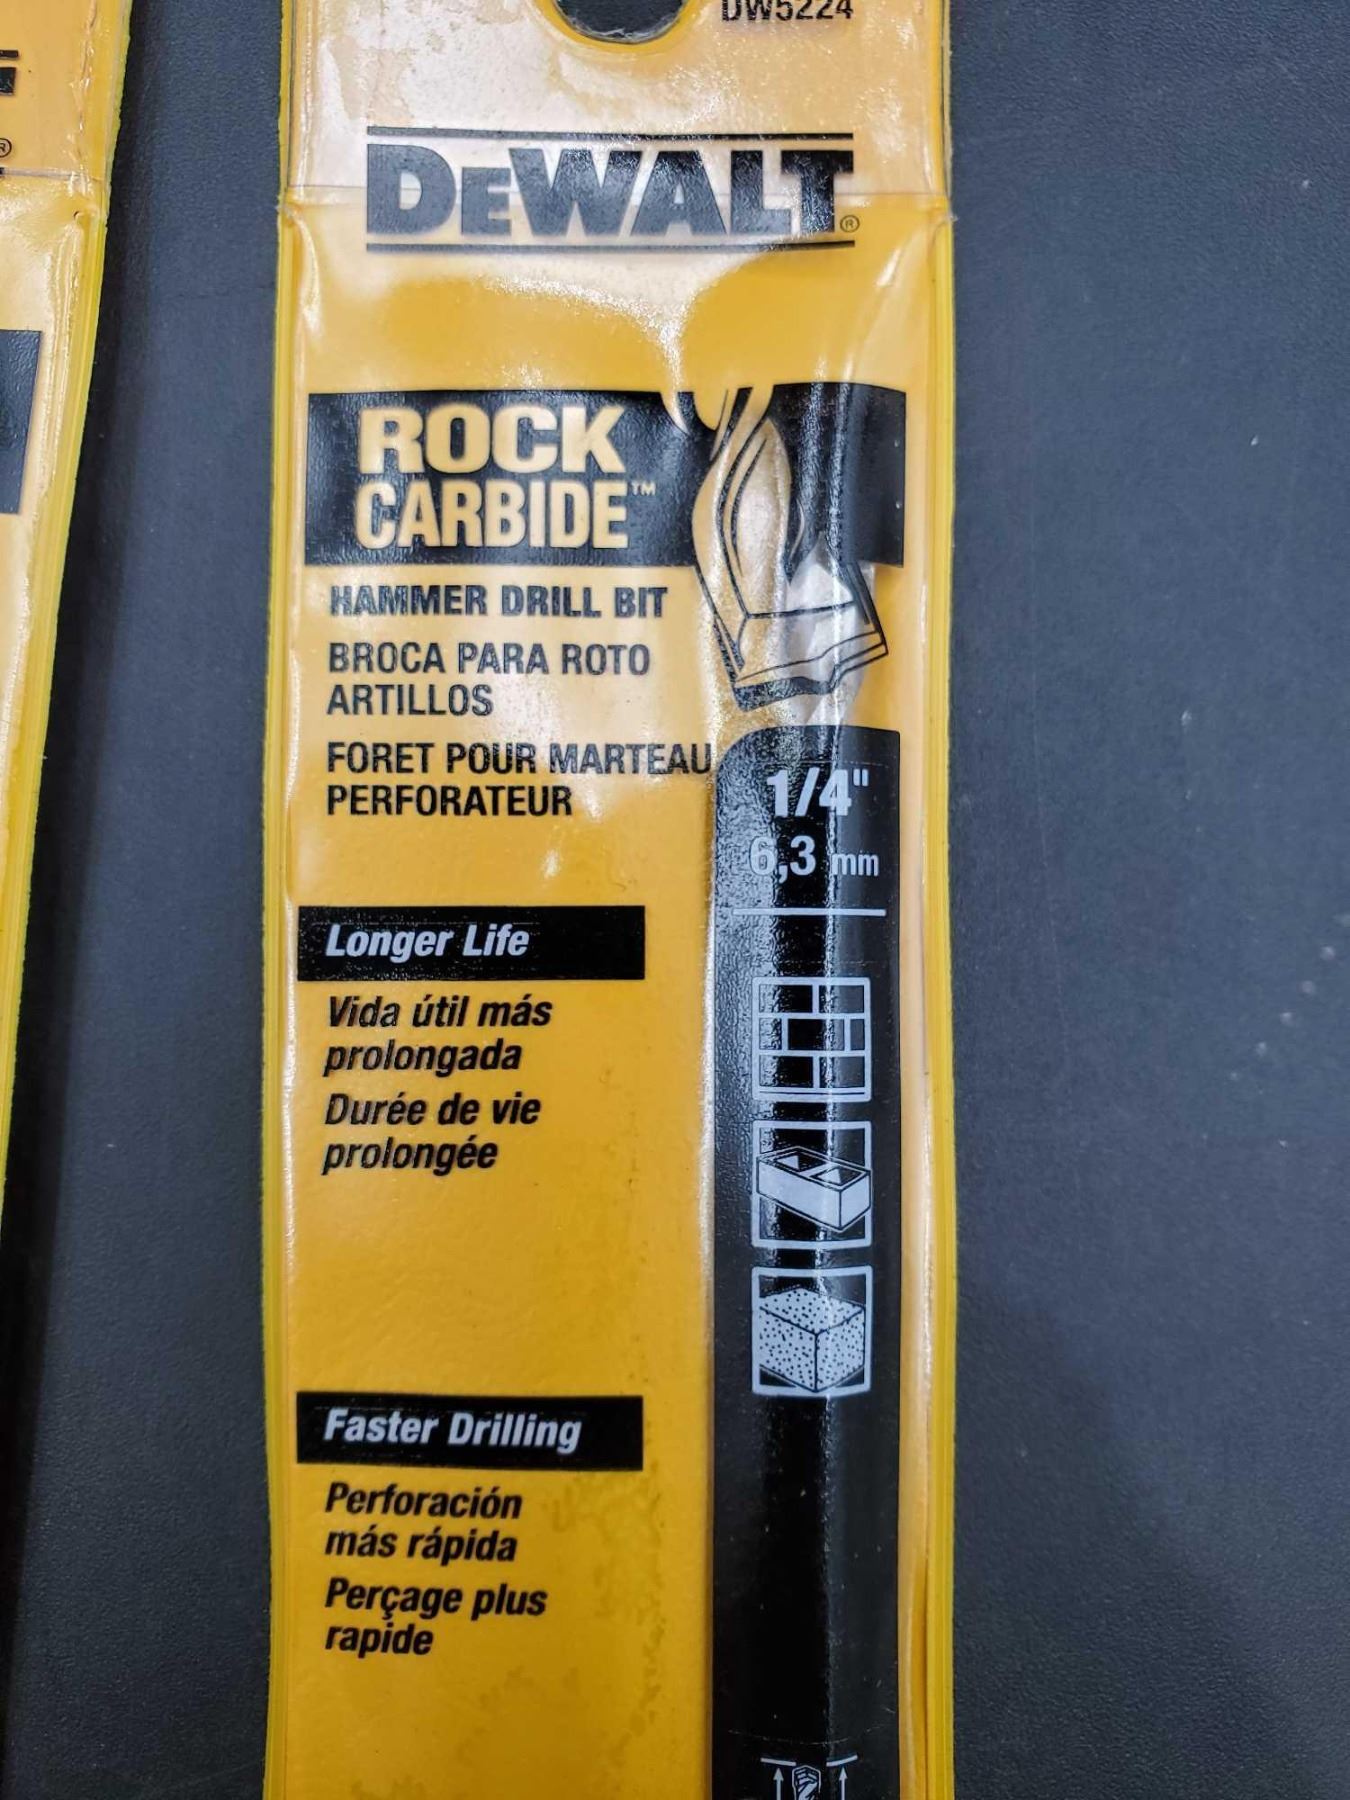 DW5224
DEWALT®
ROCK
CARBIDE™
HAMMER DRILL BIT
BROCA PARA ROTO
ARTILLOS
FORET POUR MARTEAU
PERFORATEUR
1/4"
6,3 mm
Longer Life
Vida útil más
prolongada
Durée de vie
prolongée
Faster Drilling
Perforación
más rápida
Perçage plus
rapide